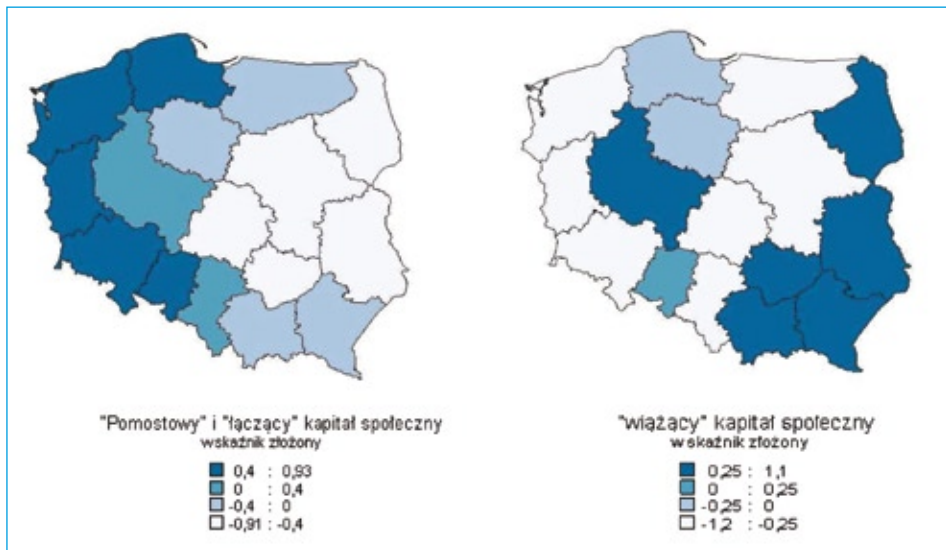 "Pomostowy" i "łączący" kapitał społeczny
wskaźnik złożony
0,4 : 0,93
0 : 0,4
-0,4 : 0
-0,91 : -0,4
"wiążący" kapitał społeczny
wskaźnik złożony
0,25 : 1,1
0 : 0,25
-0,25 : 0
-1,2 : -0,25